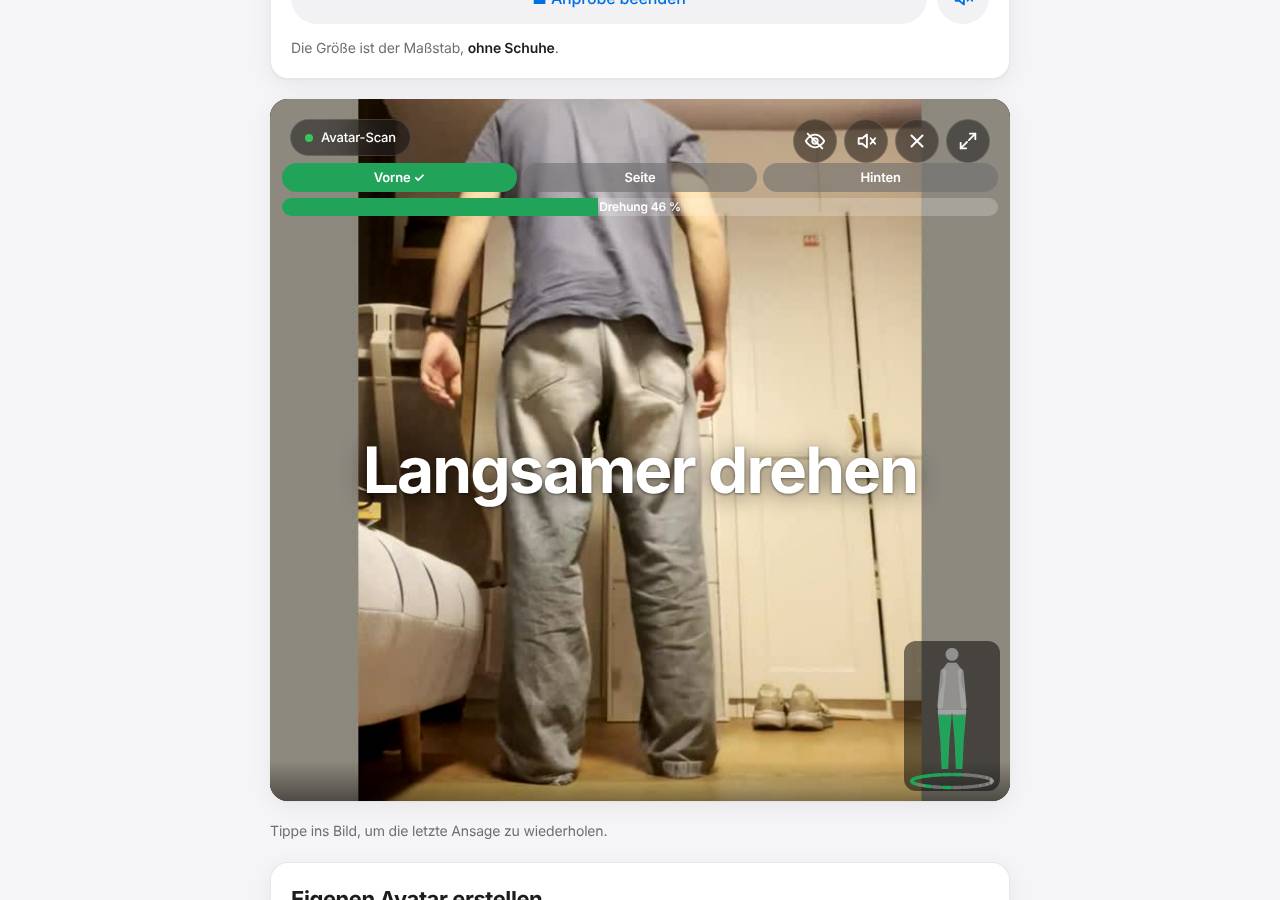 Anprobe beenden
Die Größe ist der Maßstab, ohne Schuhe.
Avatar-Scan
Vorne ✓
Seite
Hinten
Drehung 46 %
Langsamer drehen
Tippe ins Bild, um die letzte Ansage zu wiederholen.
Eigenen Avatar erstellen